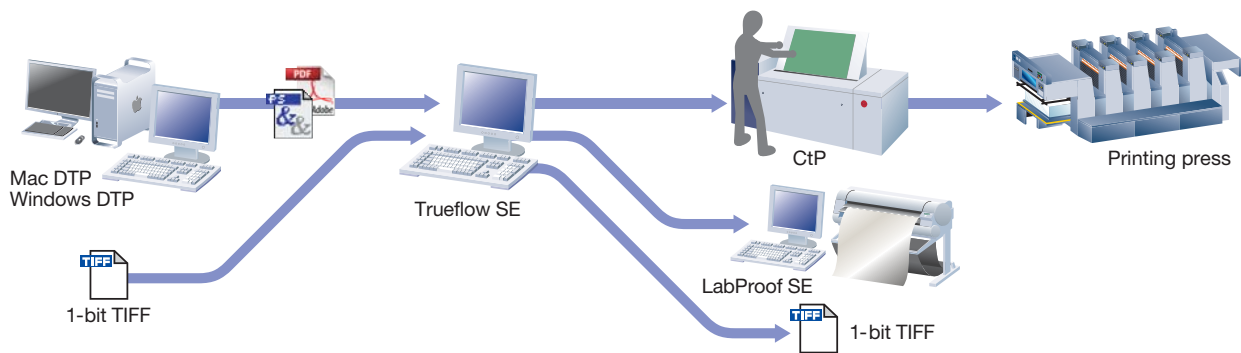 PDF
Adobe
PS
&
&
Mac DTP
Windows DTP
Trueflow SE
CtP
Printing press
TIFF
1-bit TIFF
LabProof SE
TIFF
1-bit TIFF